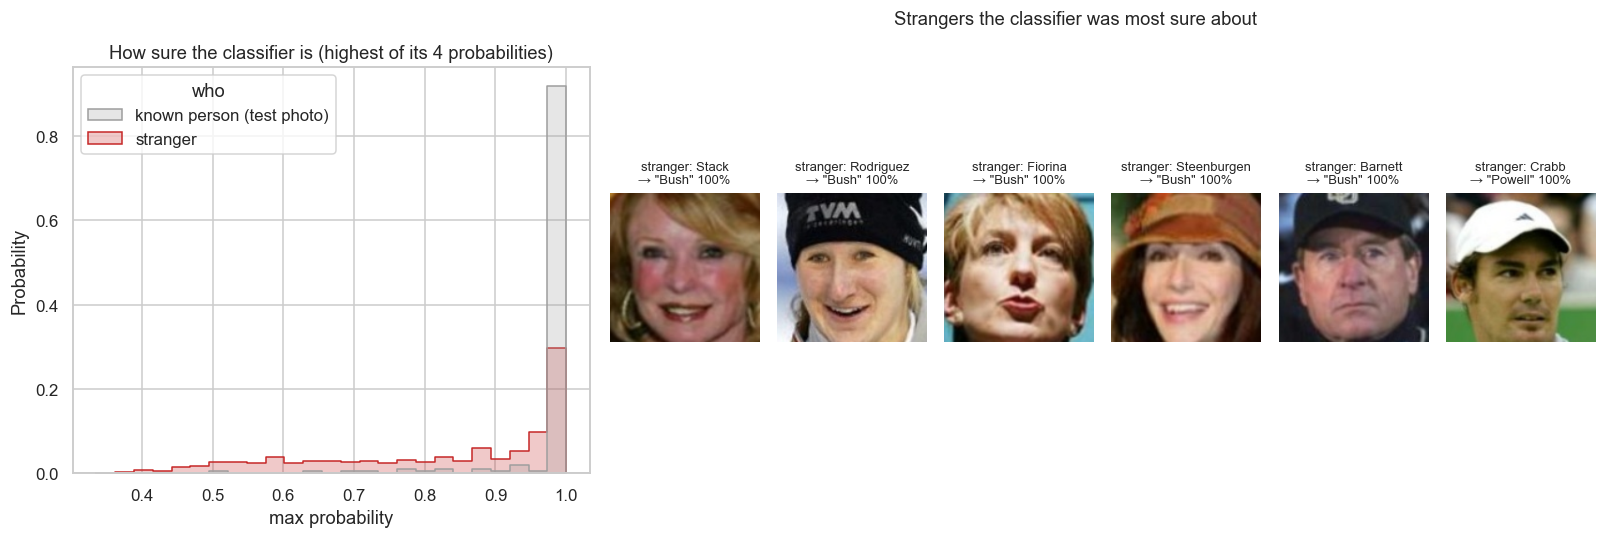 Strangers the classifier was most sure about
How sure the classifier is (highest of its 4 probabilities)
who
known person (test photo)
stranger
Probability
0.8
0.6
0.4
0.2
0.0
0.4
0.5
0.6
0.7
0.8
0.9
1.0
max probability
stranger: Stack
→ "Bush" 100%
stranger: Rodriguez
→ "Bush" 100%
TVM
stranger: Fiorina
→ "Bush" 100%
stranger: Steenburgen
→ "Bush" 100%
stranger: Barnett
→ "Bush" 100%
stranger: Crabb
→ "Powell" 100%